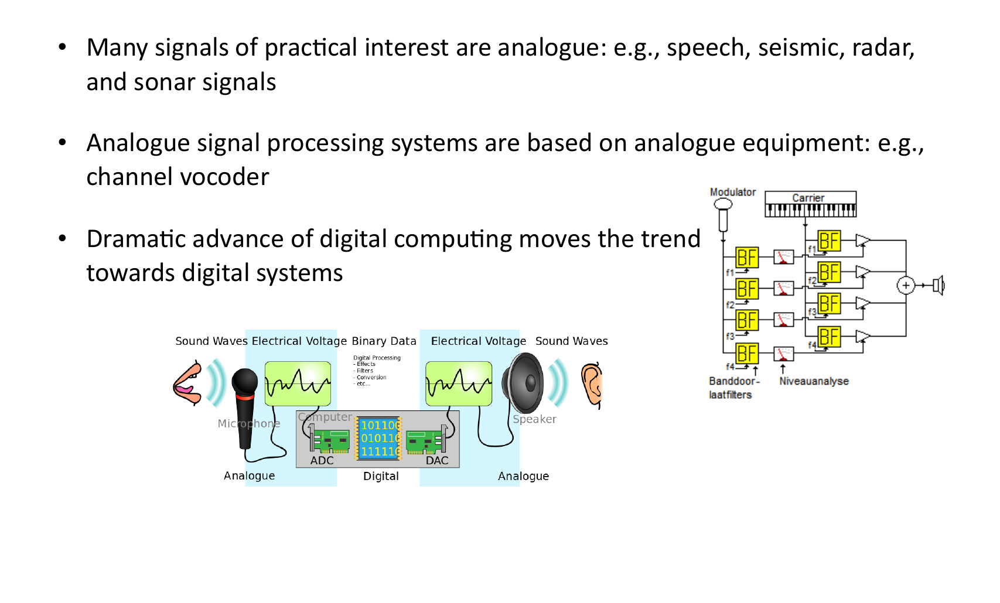 • Many signals of practical interest are analogue: e.g., speech, seismic, radar,
and sonar signals
• Analogue signal processing systems are based on analogue equipment: e.g.,
channel vocoder
• Dramatic advance of digital computing moves the trend
towards digital systems
Modulator
Carrier
BF
f1
BF
f1
BF
f2
BF
f2
BF
f3
BF
f3
BF
f4
BF
f4
+
Banddoor-
laatfilters
Niveauanalyse
Sound Waves Electrical Voltage Binary Data Electrical Voltage Sound Waves
Digital Processing
- Effects
- Filters
- Conversion
- etc...
Microphone
Computer
Speaker
10110
01011
11111
ADC
DAC
Analogue
Digital
Analogue